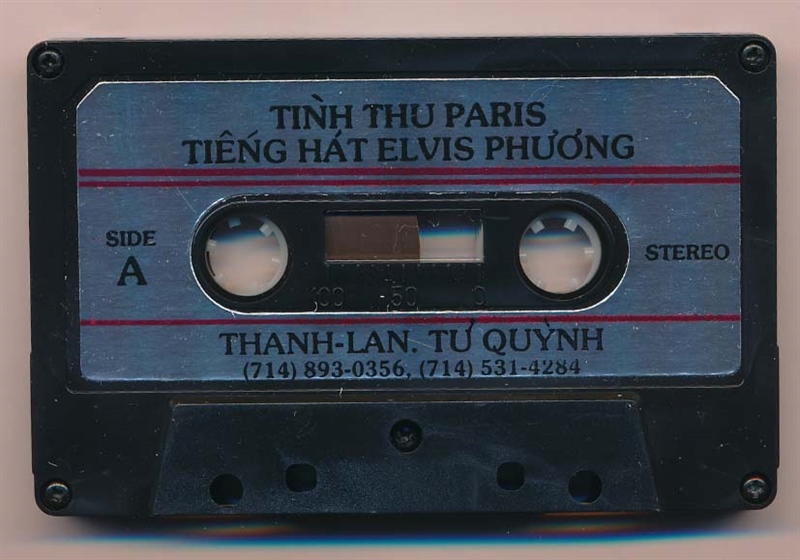 TÌNH THU PARIS
TIẾNG HÁT ELVIS PHƯƠNG
SIDE
A
STEREO
100 50 0
THANH-LAN. TƯ QUỲNH
(714) 893-0356, (714) 531-4284